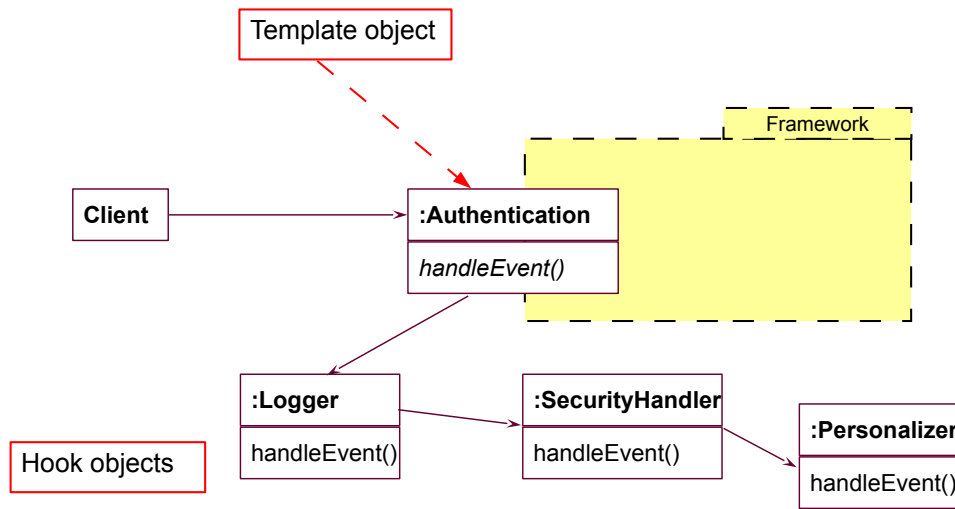 Template object
Framework
Client
:Authentication
handleEvent()
:Logger
handleEvent()
:SecurityHandler
handleEvent()
:Personalizer
handleEvent()
Hook objects